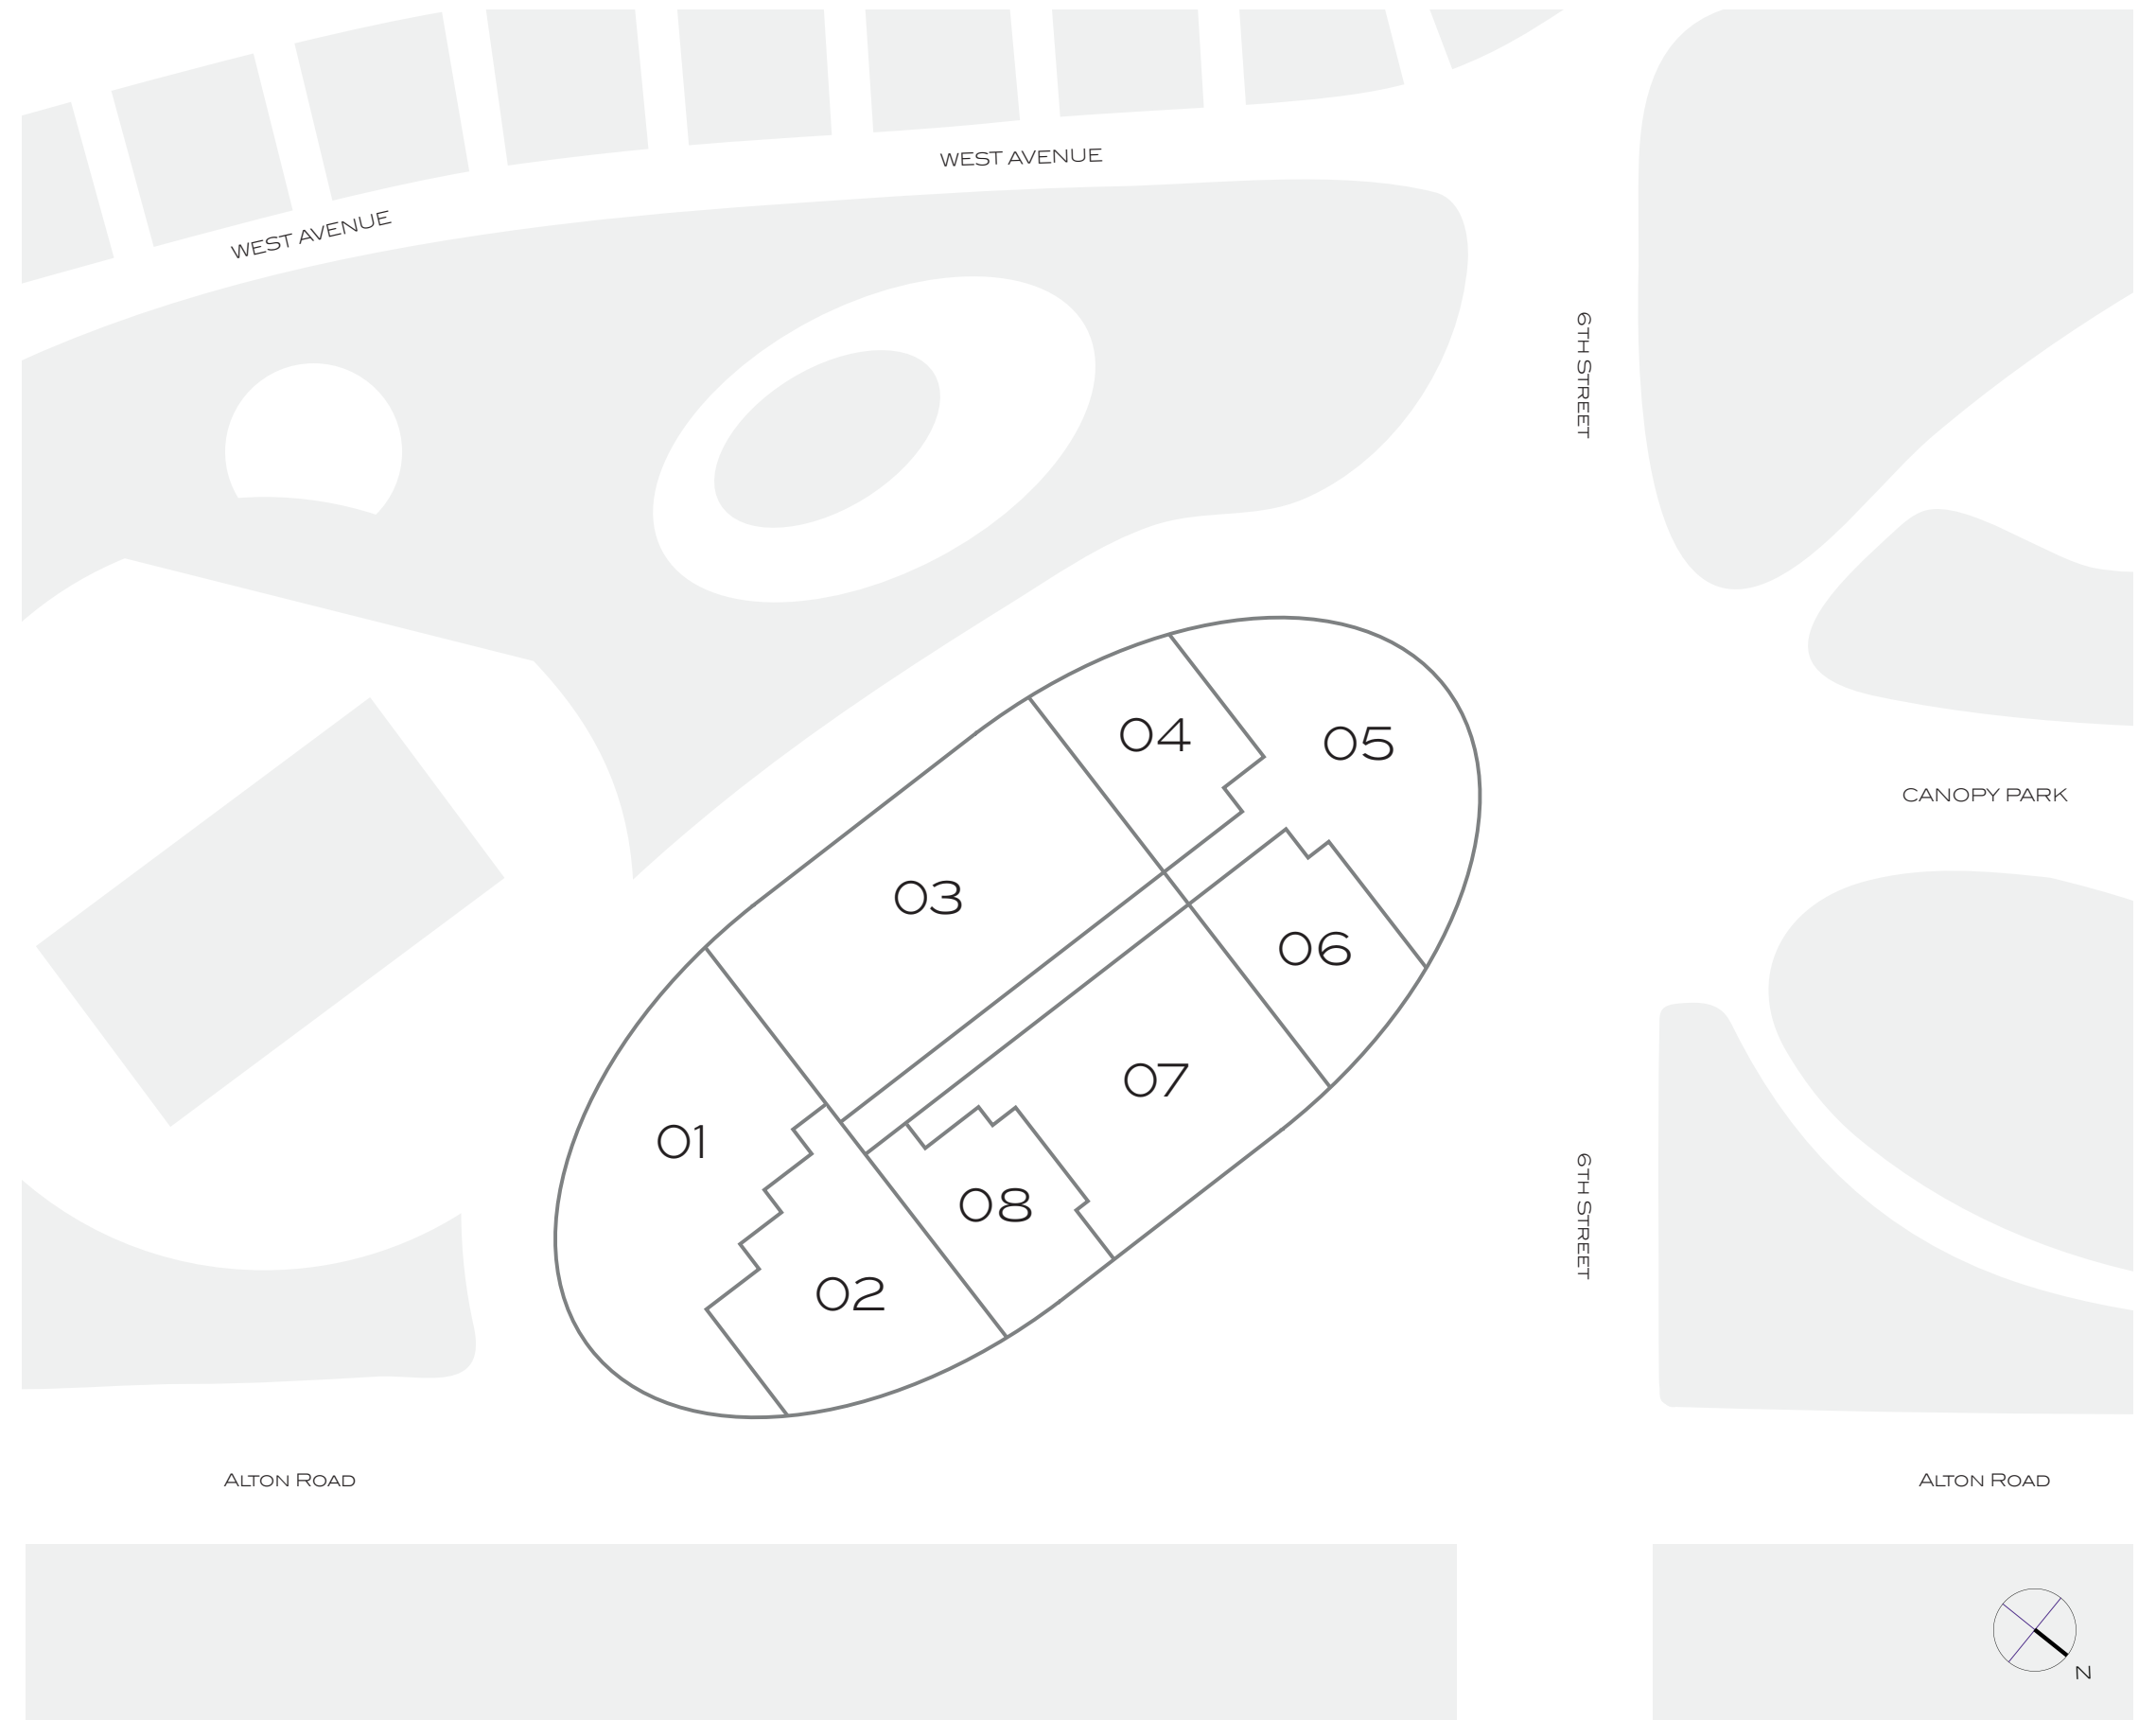 WEST AVENUE
WEST AVENUE
6TH STREET
04
05
CANOPY PARK
03
06
07
01
08
6TH STREET
02
ALTON ROAD
ALTON ROAD
N